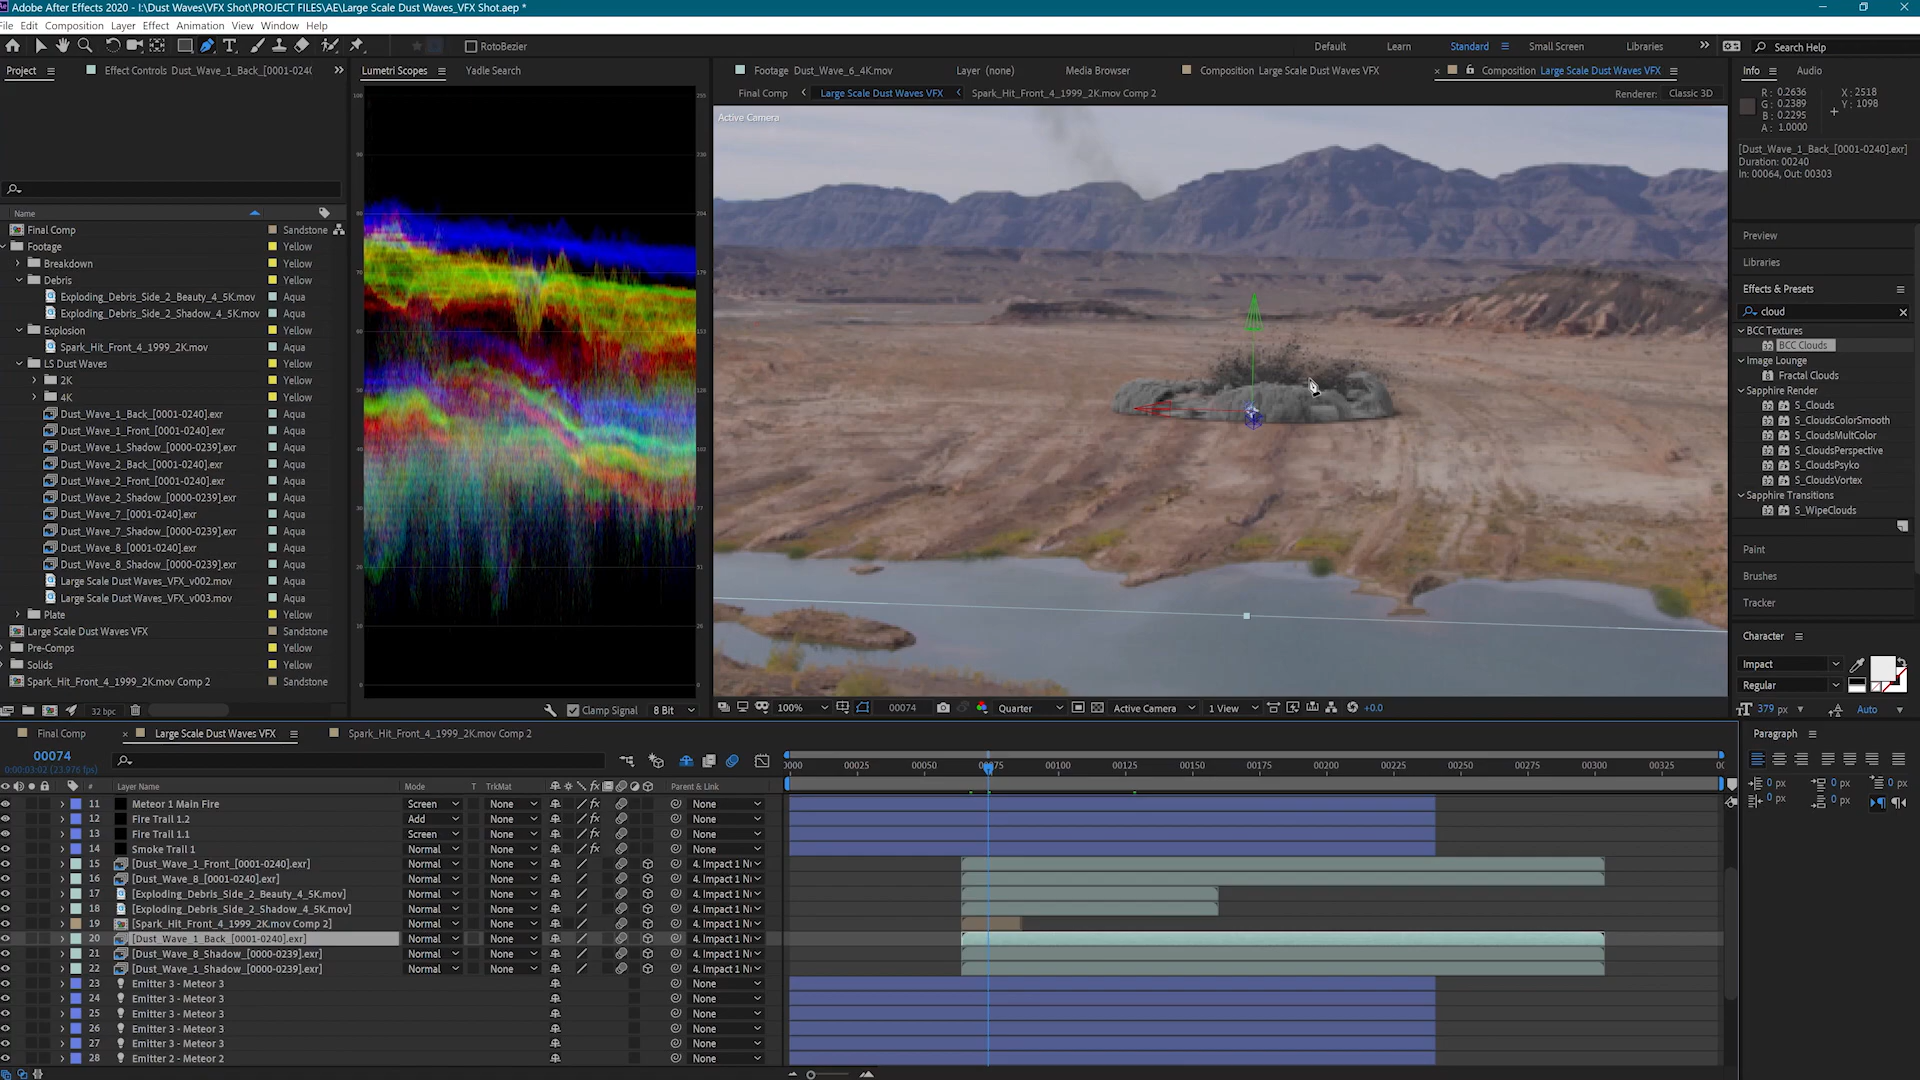 Adobe After Effects 2020 - I:\Dust Waves\VFX Shot\PROJECT FILES\AE\Large Scale Dust Waves_VFX Shot.aep *
File Edit Composition Layer Effect Animation View Window Help
RotoBezier
Default Learn Standard Small Screen Libraries Search Help
Project Effect Controls Dust_Wave_1_Back_[0001-024(
Lumetri Scopes Yadle Search
Footage Dust_Wave_6_4K.mov Layer (none) Media Browser Composition Large Scale Dust Waves VFX Composition Large Scale Dust Waves VFX
Final Comp Large Scale Dust Waves VFX Spark_Hit_Front_4_1999_2K.mov Comp 2
Renderer: Classic 3D
Active Camera
Info Audio
R: 0.2636 X: 2518
G: 0.2389 Y: 1098
B: 0.2295
A: 1.0000
[Dust_Wave_1_Back_[0001-0240].exr]
Duration: 00240
In: 00064, Out: 00303
Preview
Libraries
Effects & Presets
cloud
BCC Textures
BCC Clouds
Image Lounge
Fractal Clouds
Sapphire Render
S_Clouds
S_CloudsColorSmooth
S_CloudsMultColor
S_CloudsPerspective
S_CloudsPsyko
S_CloudsVortex
Sapphire Transitions
S_WipeClouds
Paint
Brushes
Tracker
Character
Impact
Regular
379 px Auto
Paragraph
0 px 0 px 0 px
0 px 0 px
Name
Final Comp Sandstone
Footage Yellow
Breakdown Yellow
Debris Yellow
Exploding_Debris_Side_2_Beauty_4_5K.mov Aqua
Exploding_Debris_Side_2_Shadow_4_5K.mov Aqua
Explosion Yellow
Spark_Hit_Front_4_1999_2K.mov Aqua
LS Dust Waves Yellow
2K Yellow
4K Yellow
Dust_Wave_1_Back_[0001-0240].exr Aqua
Dust_Wave_1_Front_[0001-0240].exr Aqua
Dust_Wave_1_Shadow_[0000-0239].exr Aqua
Dust_Wave_2_Back_[0001-0240].exr Aqua
Dust_Wave_2_Front_[0001-0240].exr Aqua
Dust_Wave_2_Shadow_[0000-0239].exr Aqua
Dust_Wave_7_[0001-0240].exr Aqua
Dust_Wave_7_Shadow_[0000-0239].exr Aqua
Dust_Wave_8_[0001-0240].exr Aqua
Dust_Wave_8_Shadow_[0000-0239].exr Aqua
Large Scale Dust Waves_VFX_v002.mov Aqua
Large Scale Dust Waves_VFX_v003.mov Aqua
Plate Yellow
Large Scale Dust Waves VFX Sandstone
Pre-Comps Yellow
Solids Yellow
Spark_Hit_Front_4_1999_2K.mov Comp 2 Sandstone
32 bpc
Clamp Signal 8 Bit
100% 00074 Quarter Active Camera 1 View +0.0
Final Comp Large Scale Dust Waves VFX Spark_Hit_Front_4_1999_2K.mov Comp 2
00074
0:00:03:02 (23.976 fps)
0000 00025 00050 00075 00100 00125 00150 00175 00200 00225 00250 00275 00300 00325
# Layer Name Mode T TrkMat Parent & Link
11 Meteor 1 Main Fire Screen None None
12 Fire Trail 1.2 Add None None
13 Fire Trail 1.1 Screen None None
14 Smoke Trail 1 Normal None None
15 [Dust_Wave_1_Front_[0001-0240].exr] Normal None 4. Impact 1 N
16 [Dust_Wave_8_[0001-0240].exr] Normal None 4. Impact 1 N
17 [Exploding_Debris_Side_2_Beauty_4_5K.mov] Normal None 4. Impact 1 N
18 [Exploding_Debris_Side_2_Shadow_4_5K.mov] Normal None 4. Impact 1 N
19 [Spark_Hit_Front_4_1999_2K.mov Comp 2] Normal None 4. Impact 1 N
20 [Dust_Wave_1_Back_[0001-0240].exr] Normal None 4. Impact 1 N
21 [Dust_Wave_8_Shadow_[0000-0239].exr] Normal None 4. Impact 1 N
22 [Dust_Wave_1_Shadow_[0000-0239].exr] Normal None 4. Impact 1 N
23 Emitter 3 - Meteor 3 None
24 Emitter 3 - Meteor 3 None
25 Emitter 3 - Meteor 3 None
26 Emitter 3 - Meteor 3 None
27 Emitter 3 - Meteor 3 None
28 Emitter 2 - Meteor 2 None